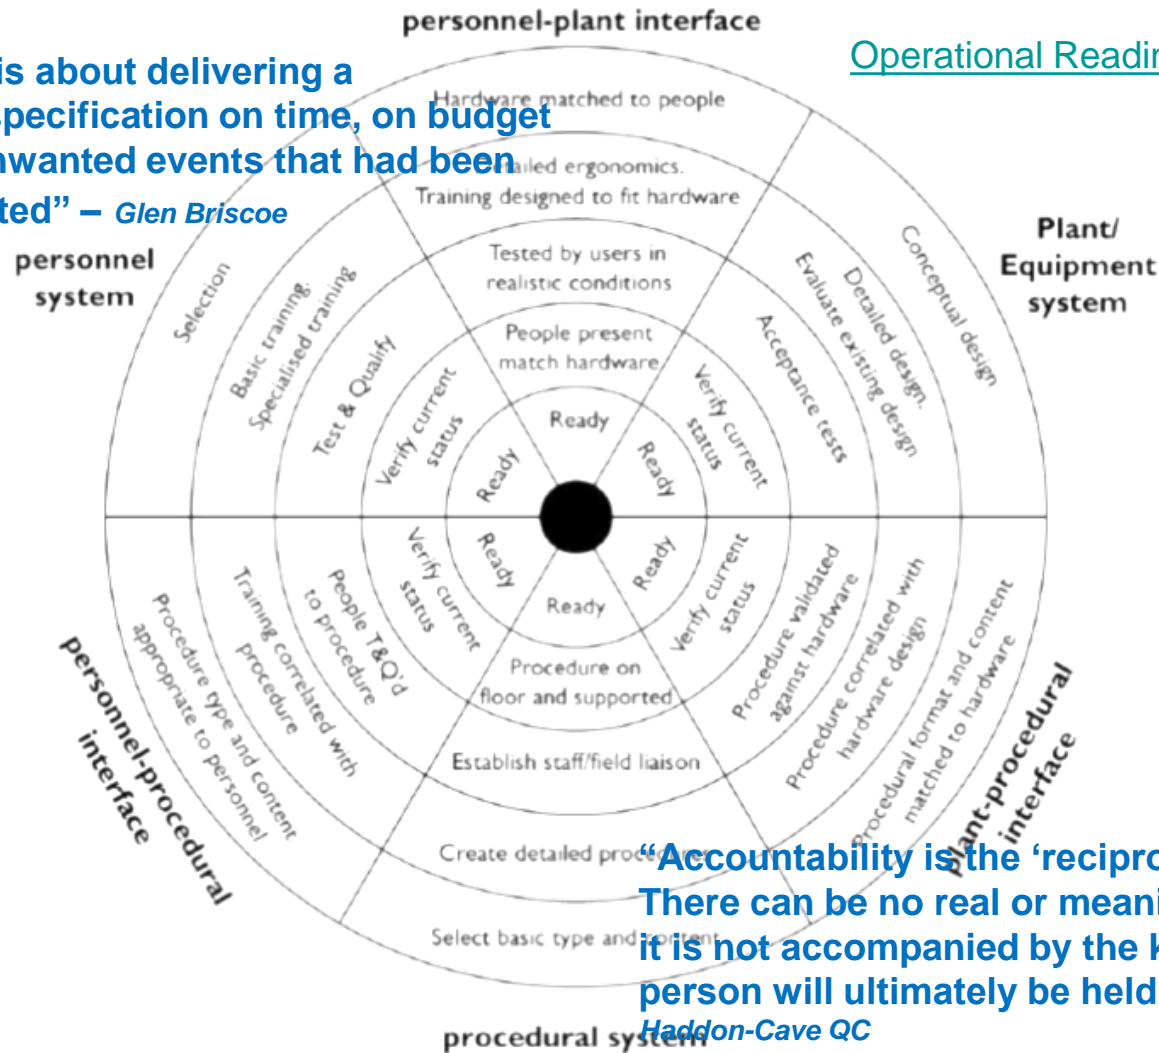 personnel-plant interface
Operational Readin
is about delivering a
specification on time, on budget
nwanted events that had been
ted” – Glen Briscoe
Hardware matched to people
Detailed ergonomics.
Training designed to fit hardware
Tested by users in
realistic conditions
People present
match hardware
Ready
personnel
system
Selection
Basic training.
Specialised training
Test & Qualify
Verify current
status
Ready
Plant/
Equipment
system
Conceptual design
Detailed design.
Evaluate existing design
Acceptance tests
Verify current
status
Ready
personnel-procedural
interface
Procedure type and content
appropriate to personnel
Training correlated with
procedure
People T&Q'd
to procedure
Verify current
status
Ready
Ready
Procedure on
floor and supported
Establish staff/field liaison
Create detailed procedures
Select basic type and content
procedural system
Ready
Verify current
status
Procedure validated
against hardware
Procedure correlated with
hardware design
Procedural format and content
matched to hardware
plant-procedural
interface
“Accountability is the ‘recipro
There can be no real or meani
it is not accompanied by the k
person will ultimately be held
Haddon-Cave QC